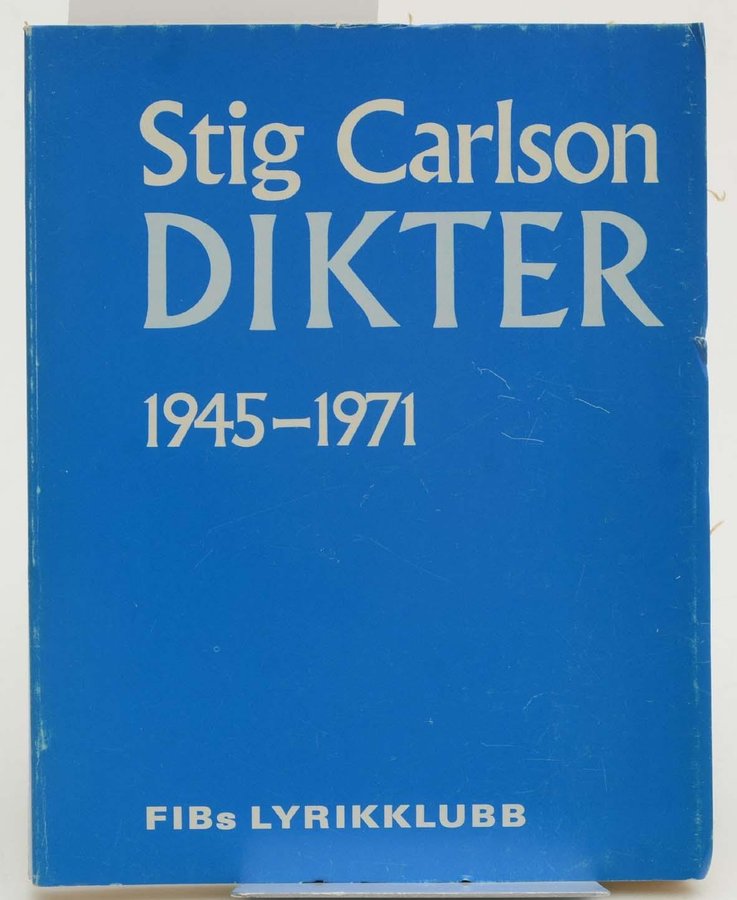 Stig Carlson
DIKTER
1945–1971
FIBs LYRIKKLUBB